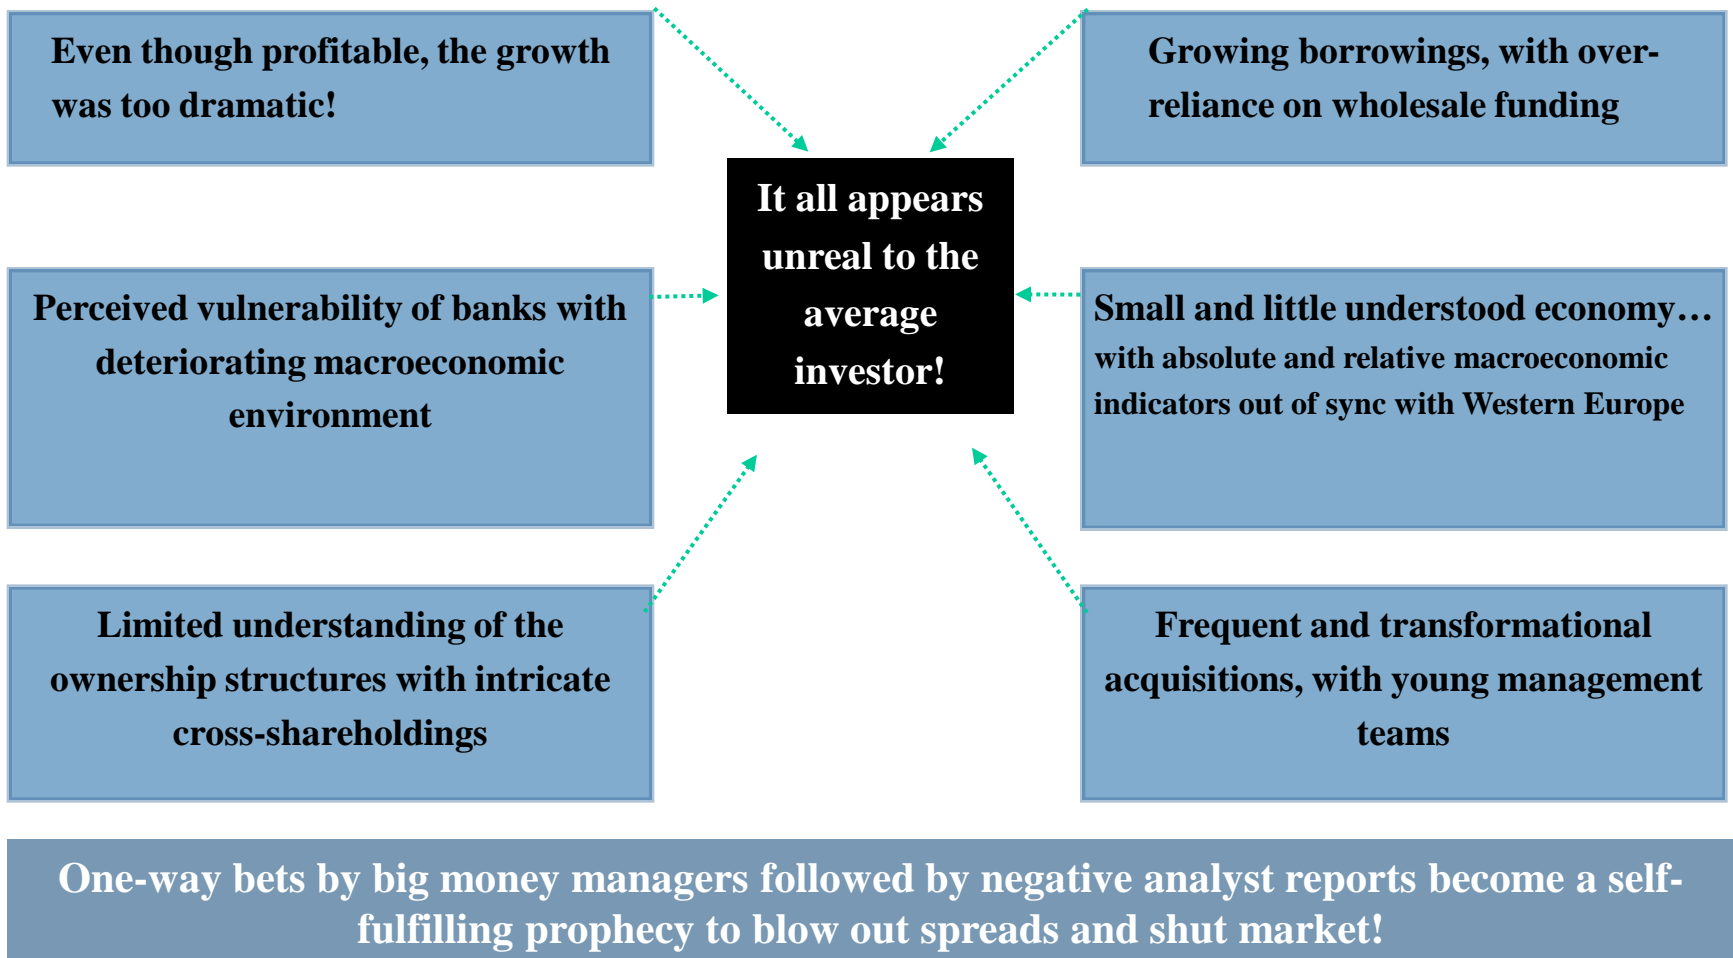 Even though profitable, the growth
was too dramatic!
Growing borrowings, with over-
reliance on wholesale funding
It all appears
unreal to the
average
investor!
Perceived vulnerability of banks with
deteriorating macroeconomic
environment
Small and little understood economy…
with absolute and relative macroeconomic
indicators out of sync with Western Europe
Limited understanding of the
ownership structures with intricate
cross-shareholdings
Frequent and transformational
acquisitions, with young management
teams
One-way bets by big money managers followed by negative analyst reports become a self-
fulfilling prophecy to blow out spreads and shut market!